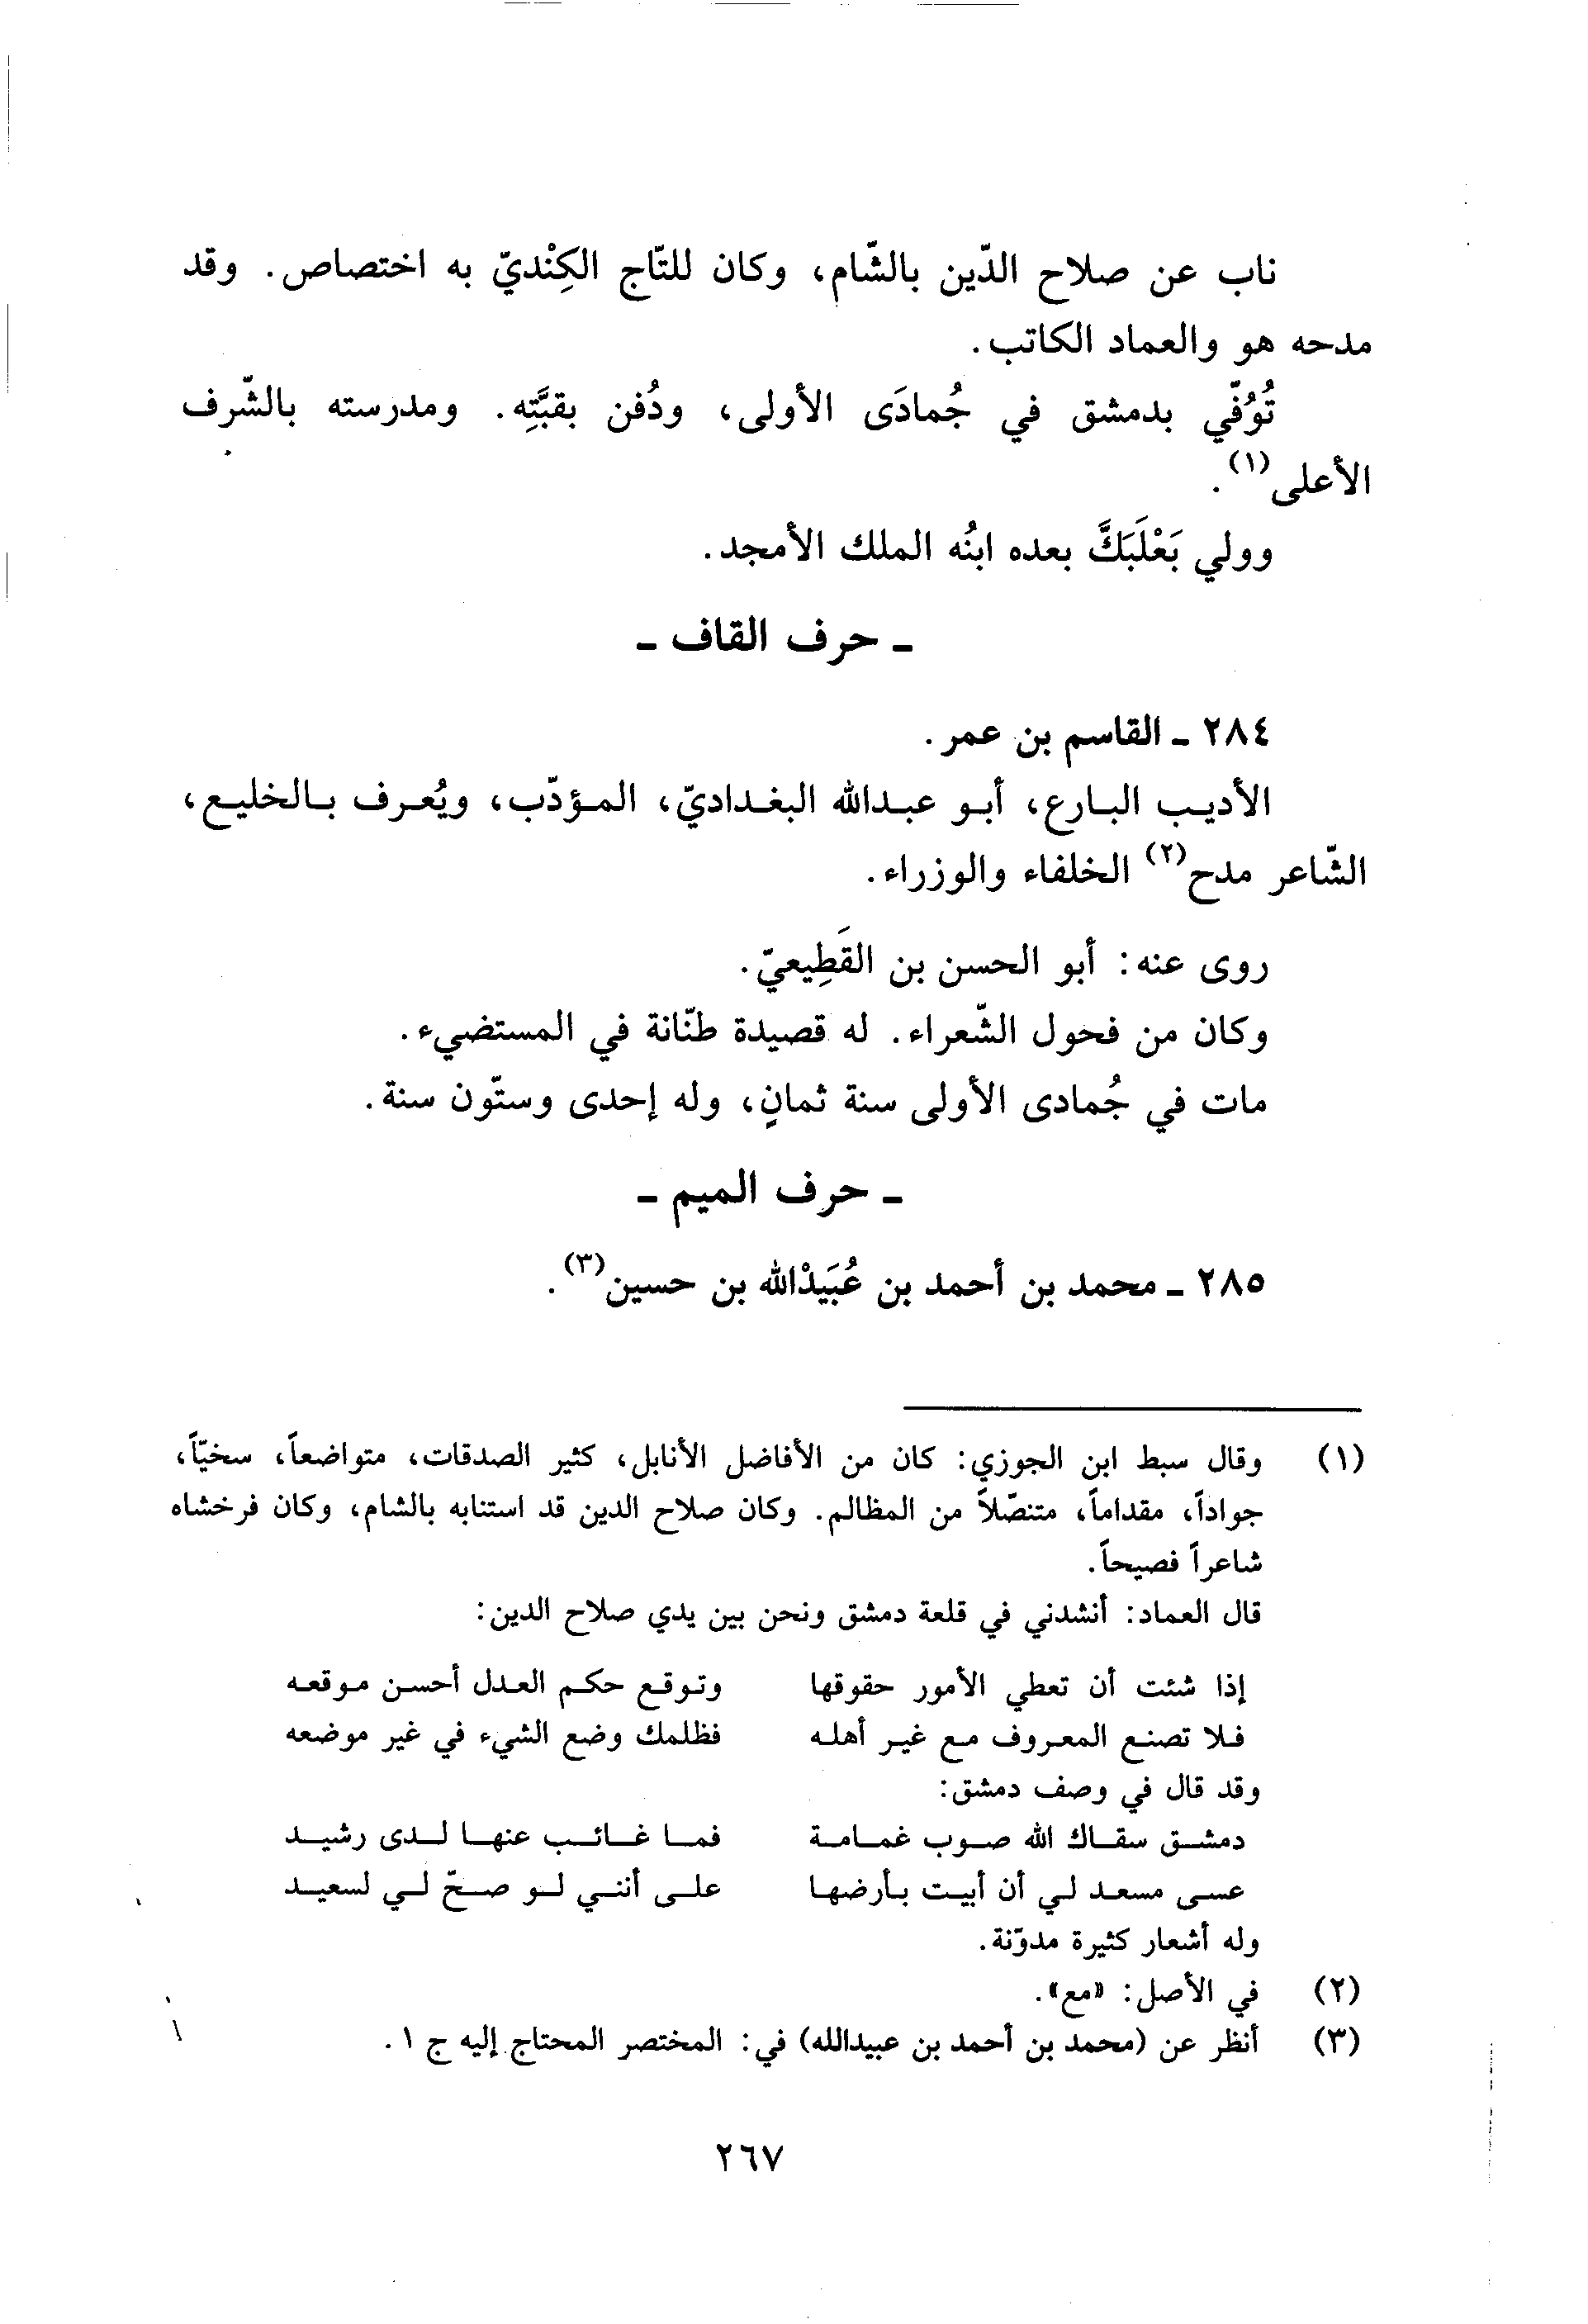 ناب عن صلاح الدّين بالشّام، وكان للتّاج الكِنْديّ به اختصاص. وقد
مدحه هو والعماد الكاتب.
تُوُفّي بدمشق في جُمادَى الأولى، ودُفن بقبَّتِه. ومدرسته بالشّرف
الأعلى(١).
وولي بَعْلَبَكَّ بعده ابنُه الملك الأمجد.
ـ حرف القاف ـ
٢٨٤ ـ القاسم بن عمر.
الأديب البارع، أبو عبدالله البغداديّ، المؤدّب، ويُعرف بالخليع،
الشّاعر مدح(٢) الخلفاء والوزراء.
روى عنه: أبو الحسن بن القَطِيعيّ.
وكان من فحول الشّعراء. له قصيدة طنّانة في المستضيء.
مات في جُمادى الأولى سنة ثمانٍ، وله إحدى وستّون سنة.
ـ حرف الميم ـ
٢٨٥ ـ محمد بن أحمد بن عُبَيدْالله بن حسين(٣).
(١) وقال سبط ابن الجوزي: كان من الأفاضل الأنابل، كثير الصدقات، متواضعاً، سخيّاً،
جواداً، مقداماً، متنصّلاً من المظالم. وكان صلاح الدين قد استنابه بالشام، وكان فرخشاه
شاعراً فصيحاً.
قال العماد: أنشدني في قلعة دمشق ونحن بين يدي صلاح الدين:
إذا شئت أن تعطي الأمور حقوقها وتوقع حكم العدل أحسن موقعه
فلا تصنع المعروف مع غير أهله فظلمك وضع الشيء في غير موضعه
وقد قال في وصف دمشق:
دمشق سقاك الله صوب غمامة فما غائب عنها لدى رشيد
عسى مسعد لي أن أبيت بأرضها على أنني لو صحّ لي لسعيد
وله أشعار كثيرة مدوّنة.
(٢) في الأصل: «مع».
(٣) أنظر عن (محمد بن أحمد بن عبيدالله) في: المختصر المحتاج إليه ج ١.
٢٦٧